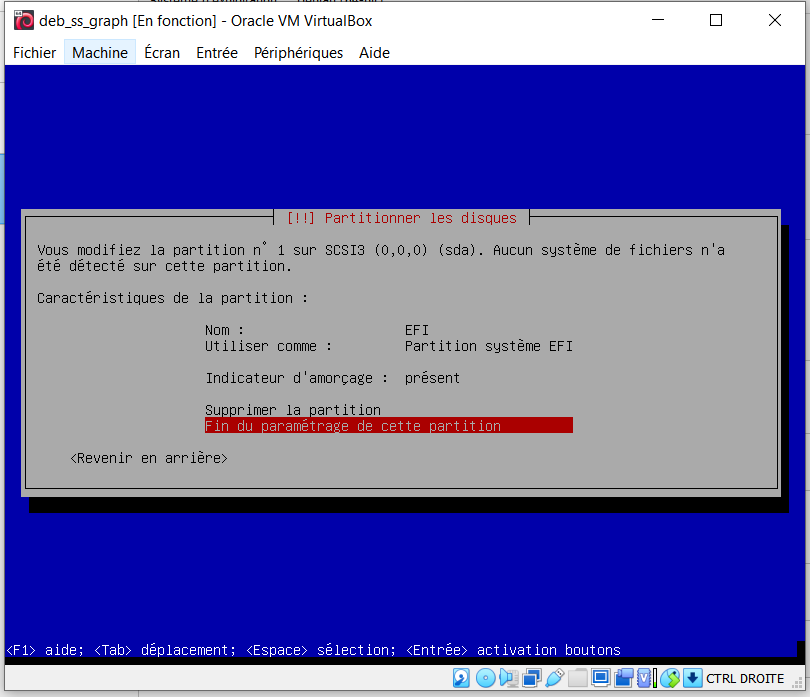 deb_ss_graph [En fonction] - Oracle VM VirtualBox
Fichier Machine Écran Entrée Périphériques Aide
[!!] Partitionner les disques
Vous modifiez la partition n° 1 sur SCSI3 (0,0,0) (sda). Aucun système de fichiers n'a
été détecté sur cette partition.
Caractéristiques de la partition :
Nom : EFI
Utiliser comme : Partition système EFI
Indicateur d'amorçage : présent
Supprimer la partition
Fin du paramétrage de cette partition
<Revenir en arrière>
<F1> aide; <Tab> déplacement; <Espace> sélection; <Entrée> activation boutons
CTRL DROITE